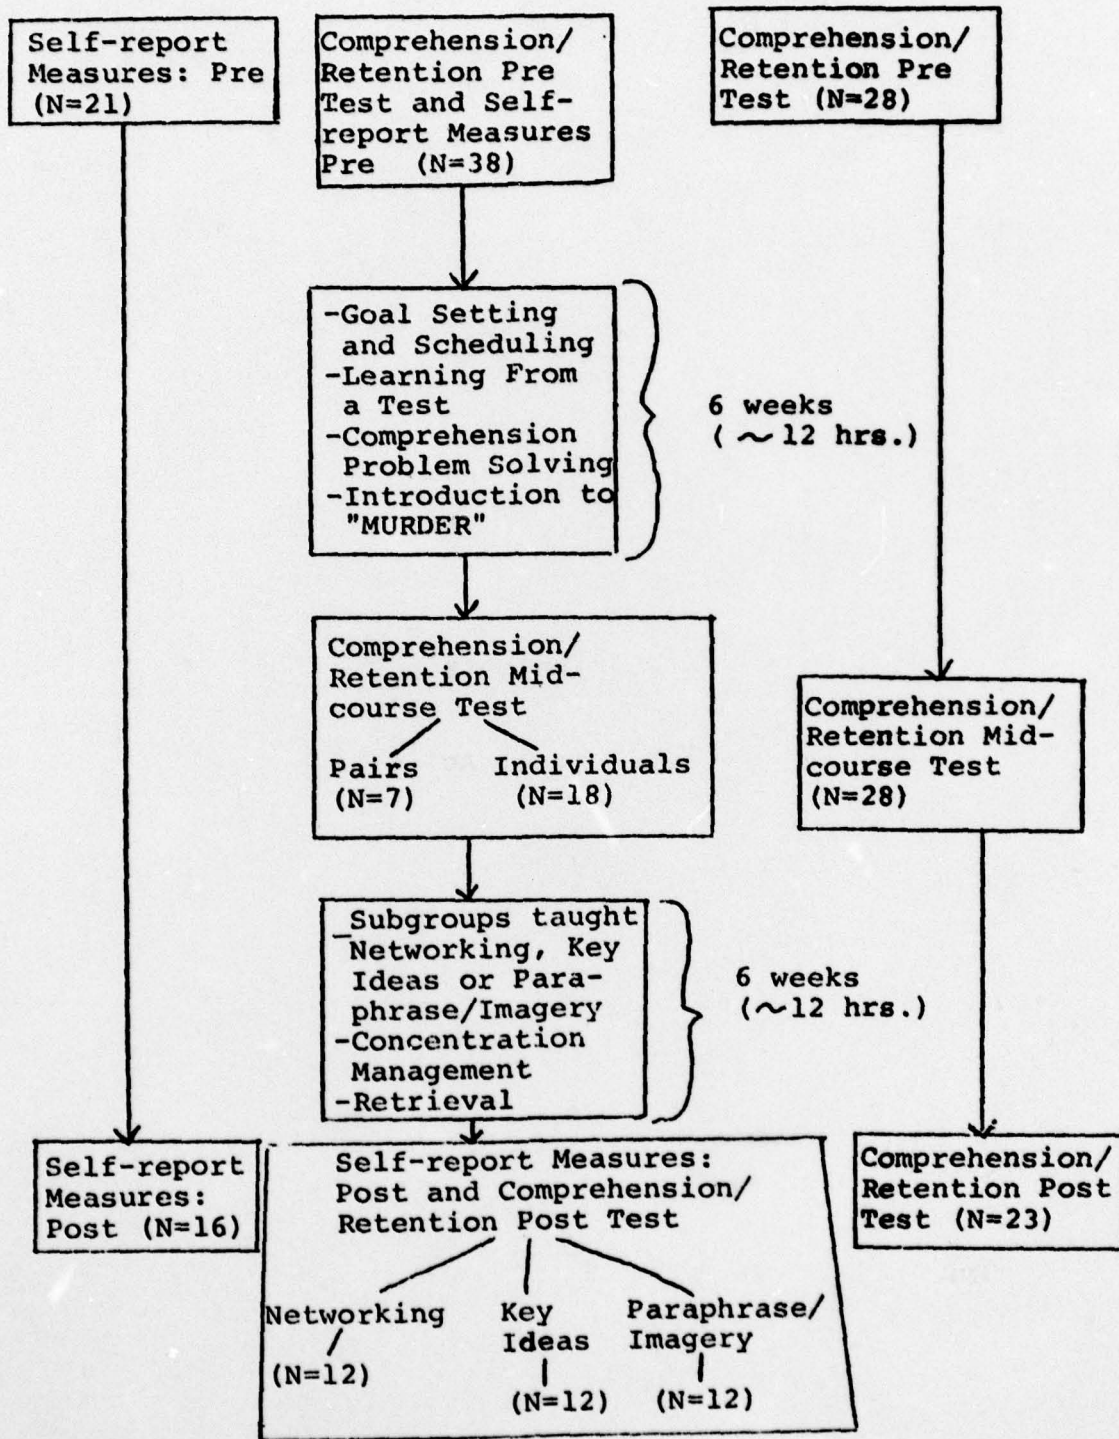 Self-report
Measures: Pre
(N=21)
Comprehension/
Retention Pre
Test and Self-
report Measures
Pre (N=38)
Comprehension/
Retention Pre
Test (N=28)
-Goal Setting
and Scheduling
-Learning From
a Test
-Comprehension
Problem Solving
-Introduction to
"MURDER"
6 weeks
( ~12 hrs.)
Comprehension/
Retention Mid-
course Test
Pairs
(N=7)
Individuals
(N=18)
Comprehension/
Retention Mid-
course Test
(N=28)
_Subgroups taught
Networking, Key
Ideas or Para-
phrase/Imagery
-Concentration
Management
-Retrieval
6 weeks
(~12 hrs.)
Self-report
Measures:
Post (N=16)
Self-report Measures:
Post and Comprehension/
Retention Post Test
Networking
(N=12)
Key
Ideas
(N=12)
Paraphrase/
Imagery
(N=12)
Comprehension/
Retention Post
Test (N=23)